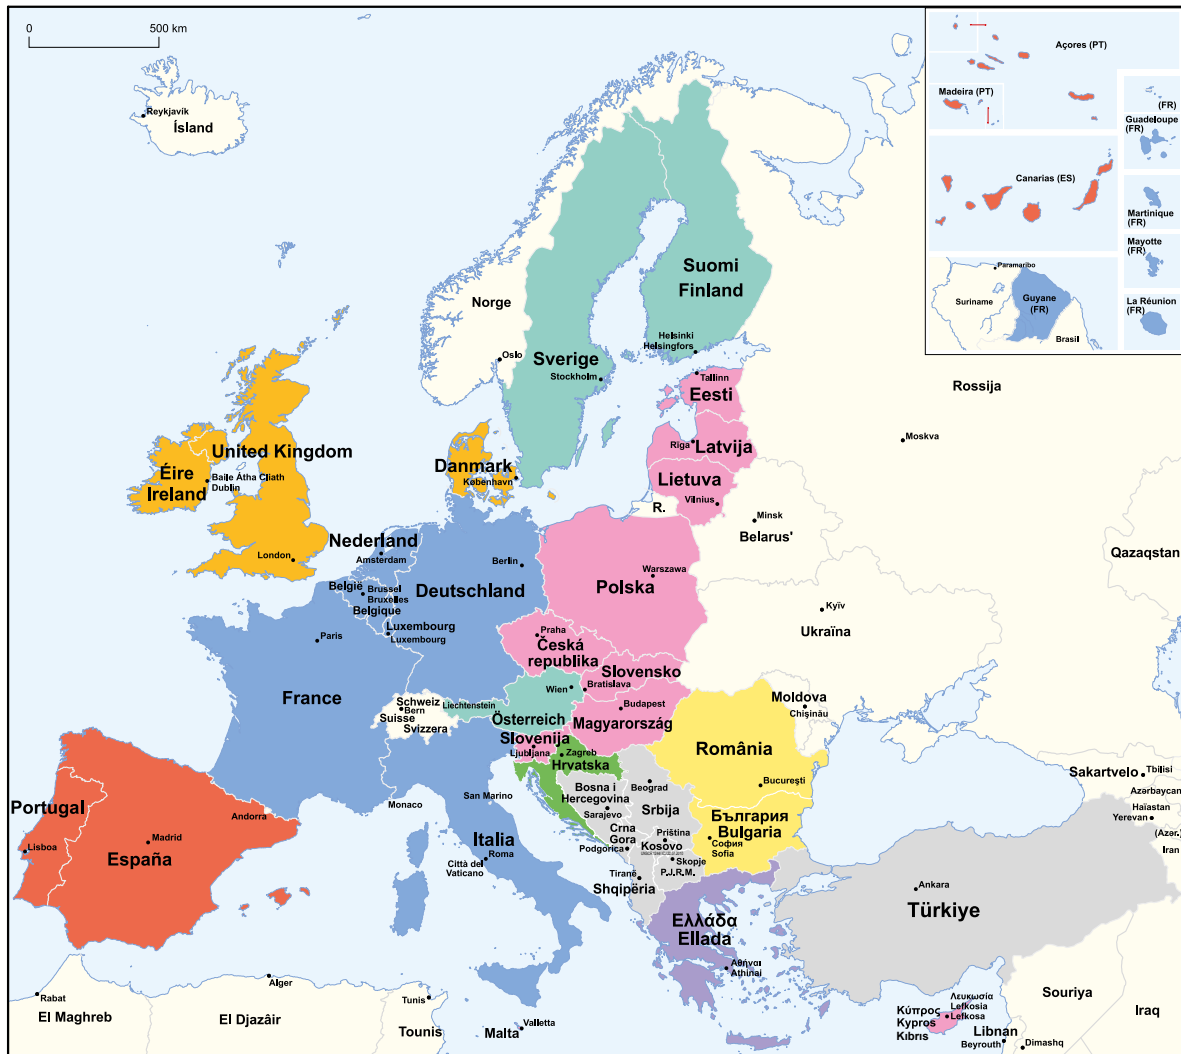 0
500 km
Reykjavík
Ísland
Açores (PT)
Madeira (PT)
(FR)
Guadeloupe
(FR)
Canarias (ES)
Martinique
(FR)
Mayotte
(FR)
Paramaribo
Suriname
Guyane
(FR)
Brasil
La Réunion
(FR)
Norge
Oslo
Suomi
Finland
Helsinki
Helsingfors
Sverige
Stockholm
Tallinn
Eesti
Rossija
Moskva
Riga
Latvija
Lietuva
Vilnius
R.
Minsk
Belarus'
Qazaqstan
United Kingdom
Éire
Ireland
Baile Átha Cliath
Dublin
London
Danmark
København
Nederland
Amsterdam
Berlin
Deutschland
België
Brussel
Bruxelles
Belgique
Luxembourg
Luxembourg
Warszawa
Polska
Kyïv
Ukraïna
Paris
France
Praha
Česká
republika
Slovensko
Bratislava
Wien
Liechtenstein
Österreich
Schweiz
Bern
Suisse
Svizzera
Budapest
Magyarország
Moldova
Chişinău
Slovenija
Ljubljana
Zagreb
Hrvatska
România
Bucureşti
Sakartvelo
Tbilisi
Azərbaycan
Haïastan
Yerevan
(Azər.)
Iran
Portugal
Lisboa
Madrid
España
Andorra
Monaco
San Marino
Italia
Roma
Città del
Vaticano
Bosna i
Hercegovina
Sarajevo
Beograd
Srbija
Crna
Gora
Podgorica
Priština
Kosovo
Skopje
P.J.R.M.
Tiranë
Shqipëria
България
Bulgaria
София
Sofia
Ελλάδα
Ellada
Αθήναι
Athinai
Ankara
Türkiye
Κύπρος
Kypros
Kıbrıs
Λευκωσία
Lefkosia
Lefkosa
Souriya
Iraq
Libnan
Beyrouth
Dimashq
Rabat
El Maghreb
Alger
El Djazâir
Tunis
Tounis
Malta
Valletta